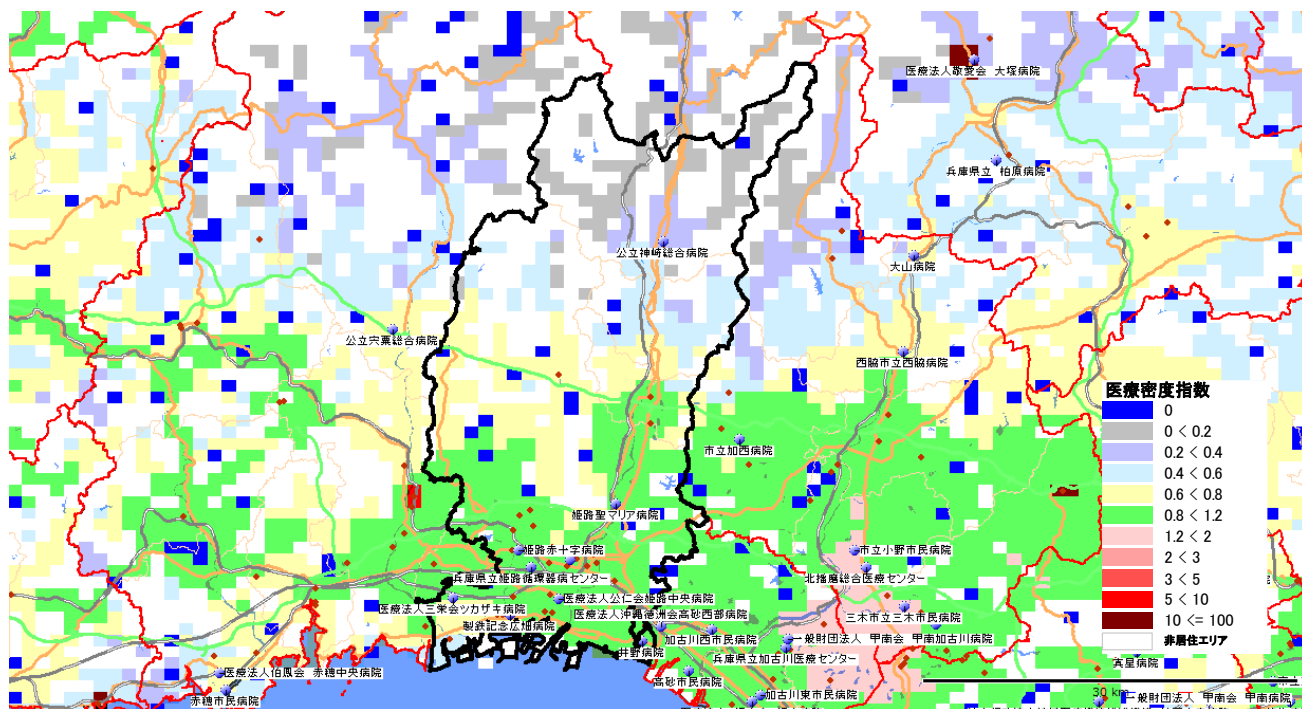 医療法人敬愛会 大塚病院
兵庫県立 柏原病院
公立神崎総合病院
大山病院
公立宍粟総合病院
西脇市立西脇病院
医療密度指数
0
0 < 0.2
0.2 < 0.4
0.4 < 0.6
0.6 < 0.8
0.8 < 1.2
1.2 < 2
2 < 3
3 < 5
5 < 10
10 <= 100
非居住エリア
市立加西病院
姫路聖マリア病院
姫路赤十字病院
市立小野市民病院
兵庫県立姫路循環器病センター
北播磨総合医療センター
医療法人三栄会ツカザキ病院
医療法人公仁会姫路中央病院
医療法人沖縄徳洲会高砂西部病院
三木市立三木市民病院
製鉄記念広畑病院
加古川西市民病院
一般財団法人 甲南会 甲南加古川病院
井野病院
兵庫県立加古川医療センター
医療法人伯鳳会 赤穂中央病院
高砂市民病院
赤穂市民病院
加古川東市民病院
30 km
一般財団法人 甲南会 甲南病院